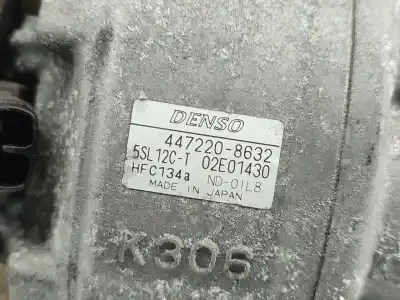 DENSO
447220-8632
5SL12C-T 02E01430
HFC134a ND-OIL8
MADE IN JAPAN
K306